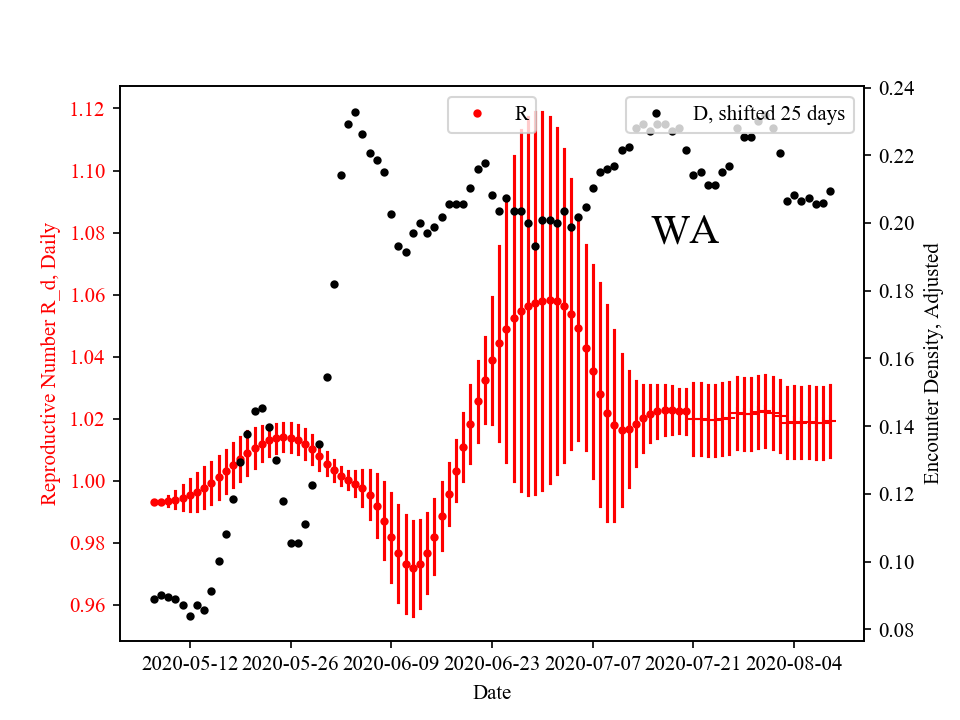 R
D, shifted 25 days
WA
Reproductive Number R_d, Daily
1.12
1.10
1.08
1.06
1.04
1.02
1.00
0.98
0.96
0.24
0.22
0.20
0.18
0.16
0.14
0.12
0.10
0.08
Encounter Density, Adjusted
2020-05-12 2020-05-26 2020-06-09 2020-06-23 2020-07-07 2020-07-21 2020-08-04
Date